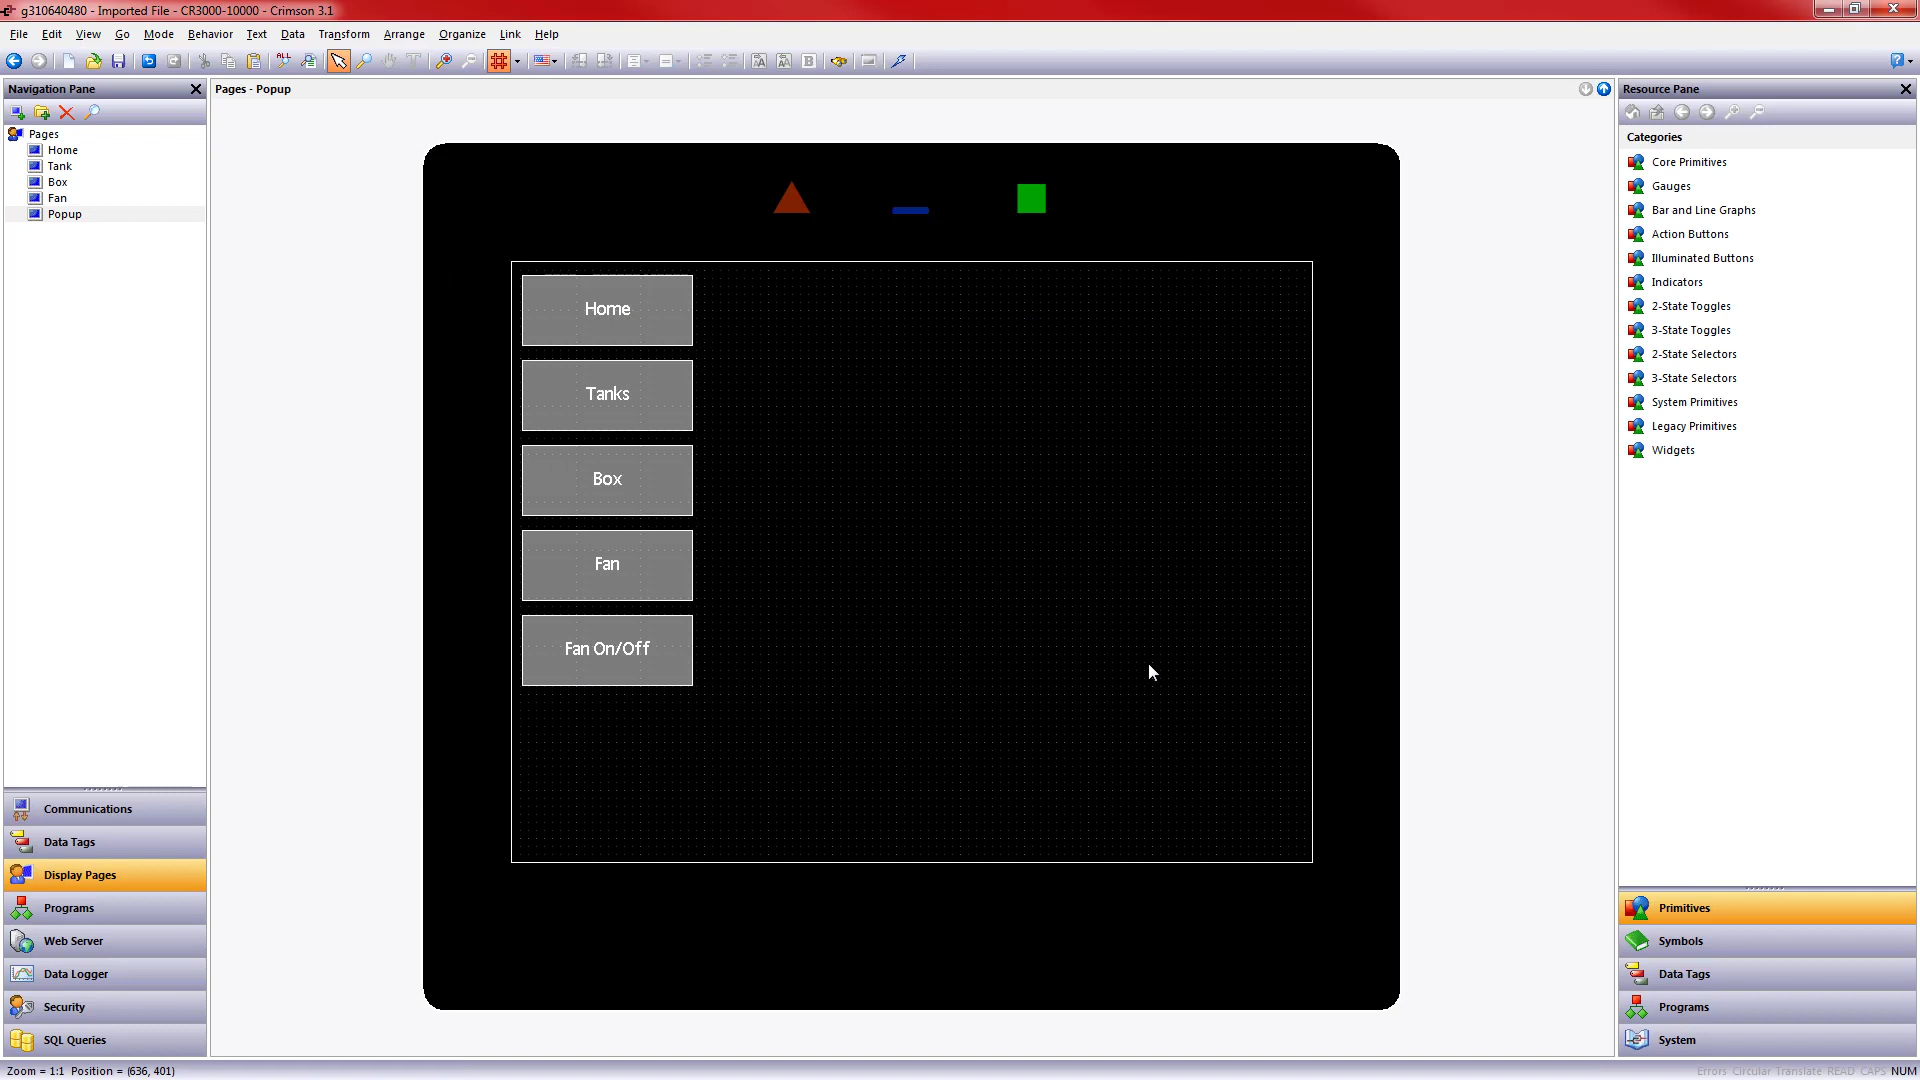 g310640480 - Imported File - CR3000-10000 - Crimson 3.1
File Edit View Go Mode Behavior Text Data Transform Arrange Organize Link Help
Navigation Pane
Pages
Home
Tank
Box
Fan
Popup
Communications
Data Tags
Display Pages
Programs
Web Server
Data Logger
Security
SQL Queries
Pages - Popup
Home
Tanks
Box
Fan
Fan On/Off
Resource Pane
Categories
Core Primitives
Gauges
Bar and Line Graphs
Action Buttons
Illuminated Buttons
Indicators
2-State Toggles
3-State Toggles
2-State Selectors
3-State Selectors
System Primitives
Legacy Primitives
Widgets
Primitives
Symbols
Data Tags
Programs
System
Zoom = 1:1 Position = (636, 401)
Errors Circular Translate READ CAPS NUM